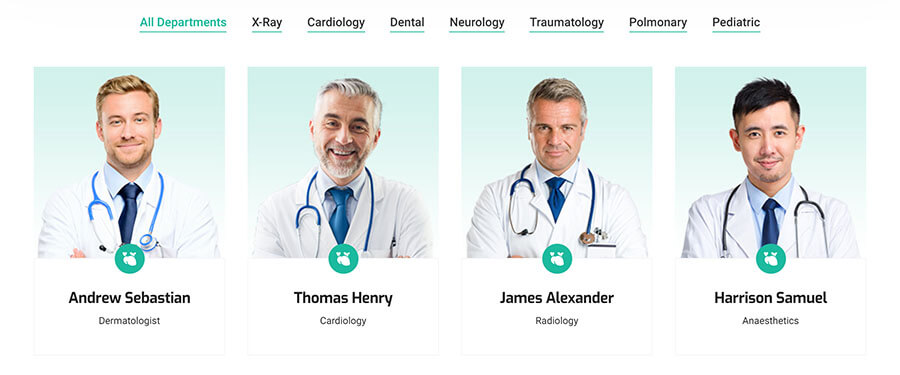 All Departments X-Ray Cardiology Dental Neurology Traumatology Polmonary Pediatric
Andrew Sebastian Thomas Henry James Alexander Harrison Samuel
Dermatologist Cardiology Radiology Anaesthetics